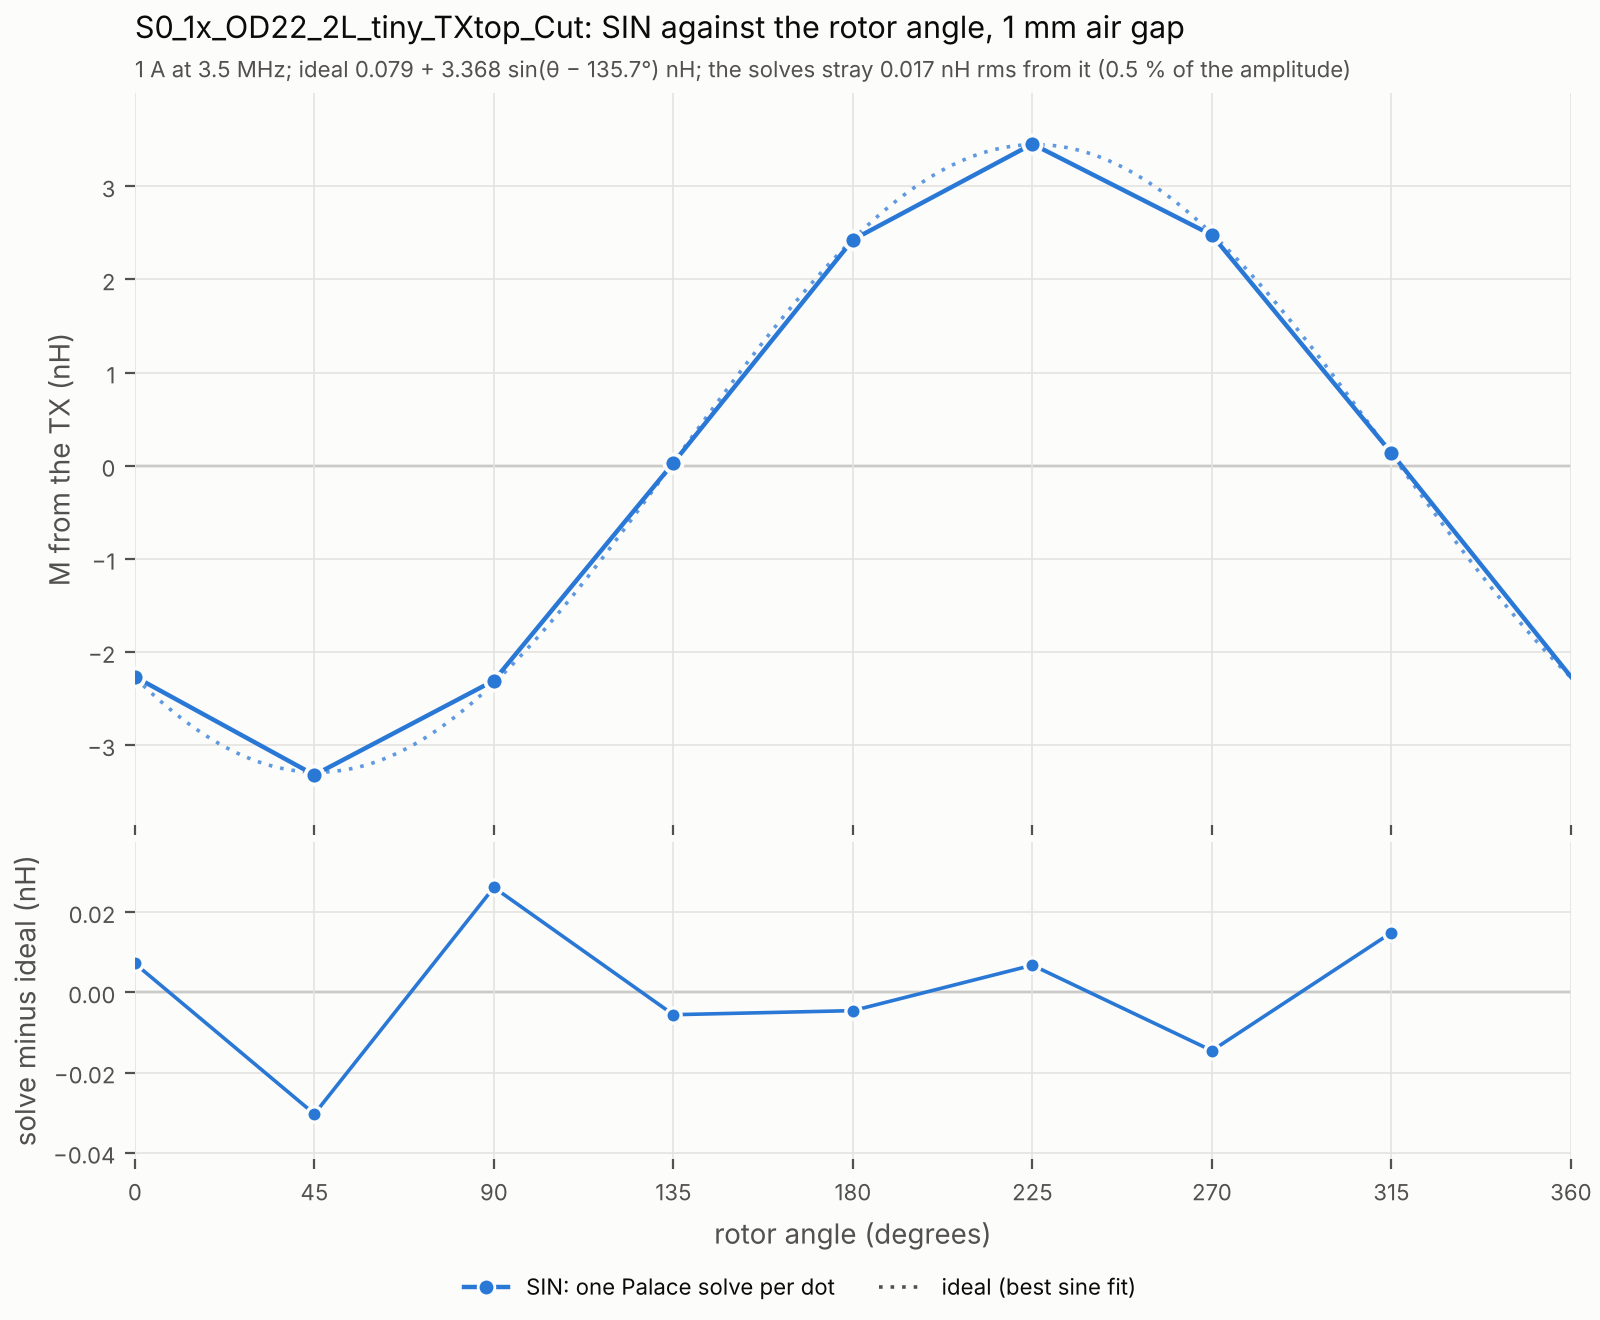 S0_1x_OD22_2L_tiny_TXtop_Cut: SIN against the rotor angle, 1 mm air gap
1 A at 3.5 MHz; ideal 0.079 + 3.368 sin(θ − 135.7°) nH; the solves stray 0.017 nH rms from it (0.5 % of the amplitude)
M from the TX (nH)
3
2
1
0
−1
−2
−3
solve minus ideal (nH)
0.02
0.00
−0.02
−0.04
0 45 90 135 180 225 270 315 360
rotor angle (degrees)
SIN: one Palace solve per dot ideal (best sine fit)